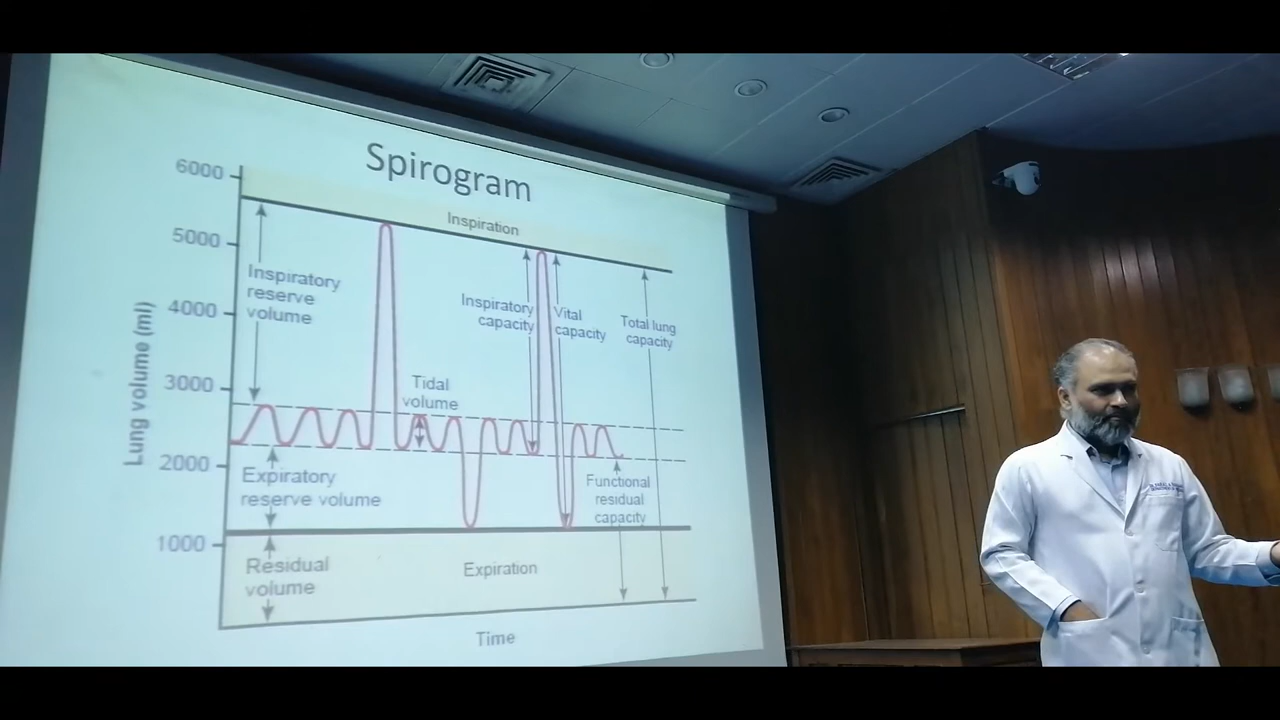 Spirogram
6000
5000
4000
3000
2000
1000
Lung volume (ml)
Inspiration
Inspiratory
reserve
volume
Inspiratory
capacity
Vital
capacity
Total lung
capacity
Tidal
volume
Expiratory
reserve volume
Functional
residual
capacity
Residual
volume
Expiration
Time